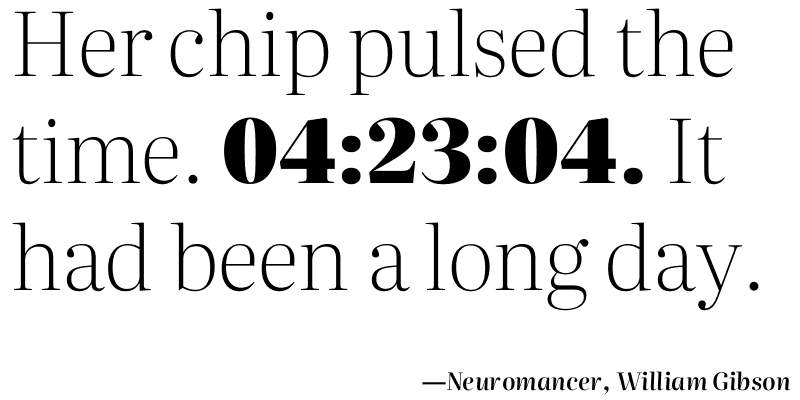 Her chip pulsed the
time. 04:23:04. It
had been a long day.
—Neuromancer, William Gibson